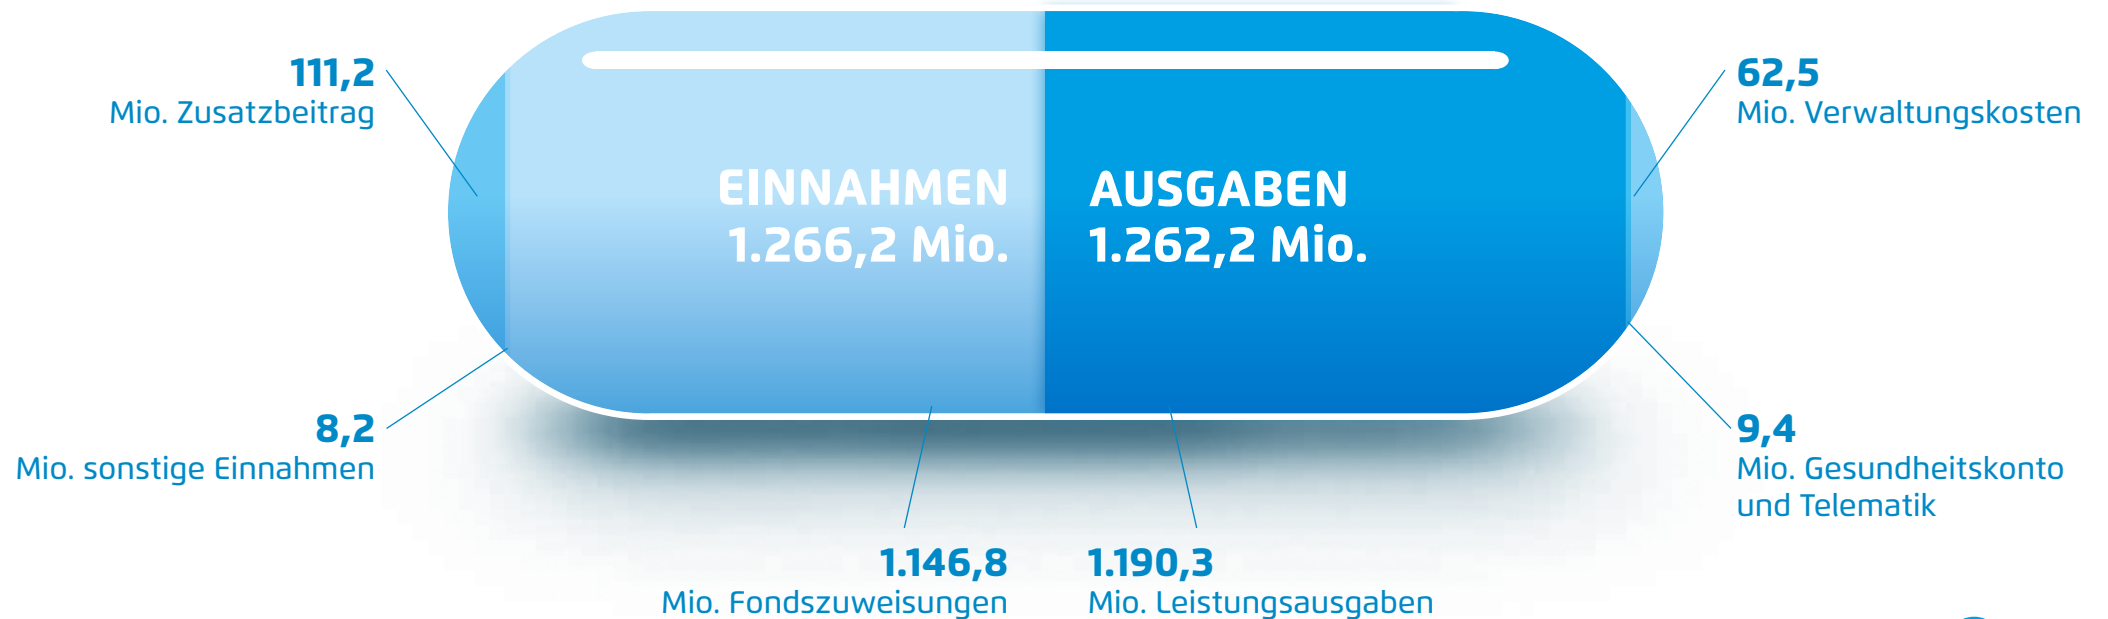 111,2
Mio. Zusatzbeitrag
8,2
Mio. sonstige Einnahmen
EINNAHMEN
1.266,2 Mio.
1.146,8
Mio. Fondszuweisungen
AUSGABEN
1.262,2 Mio.
1.190,3
Mio. Leistungsausgaben
62,5
Mio. Verwaltungskosten
9,4
Mio. Gesundheitskonto
und Telematik